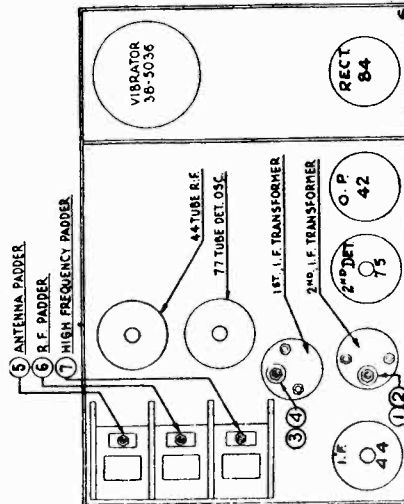 ⑤ ANTENNA PADDER
⑥ R.F. PADDER
⑦ HIGH FREQUENCY PADDER
VIBRATOR
38-5036
RECT.
84
44 TUBE R.F.
77 TUBE DET. OSC.
1ST. I.F. TRANSFORMER
2ND. I.F. TRANSFORMER
O.P.
42
2ND DET.
75
③ ④
① ②
I.F.
44